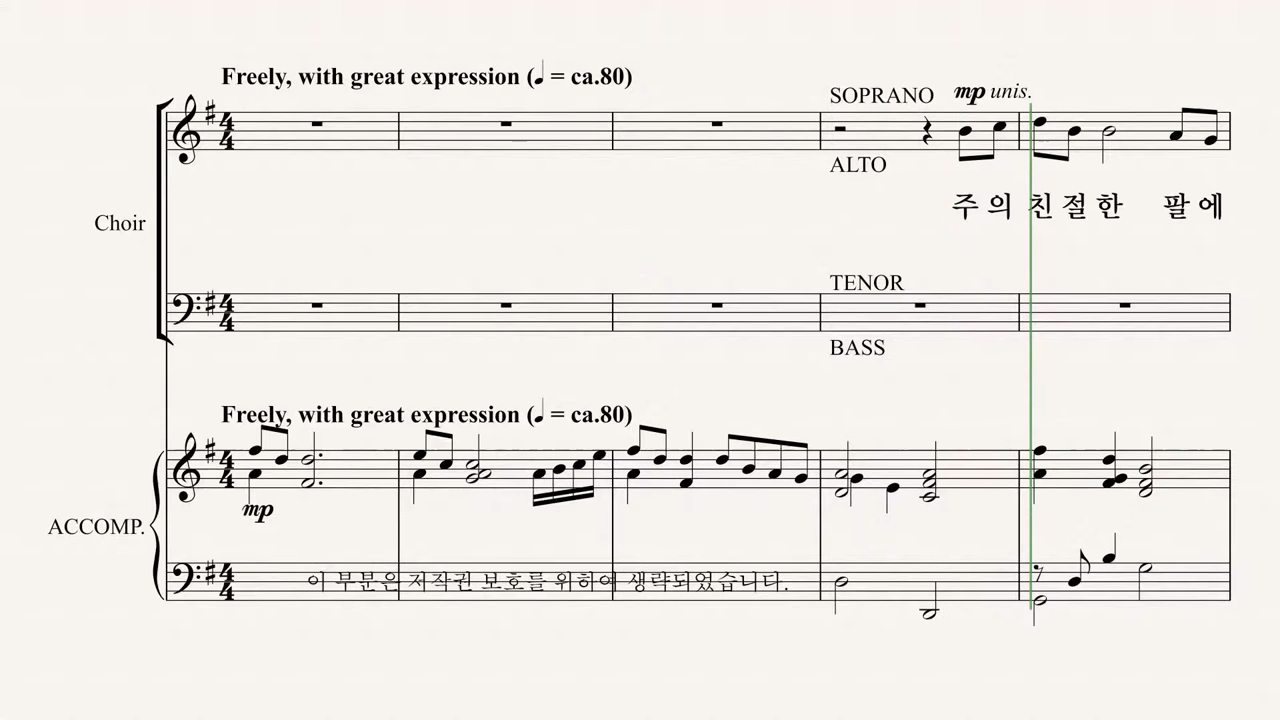 Freely, with great expression (♩ = ca.80)
SOPRANO mp unis.
ALTO
주의 친절한 팔에
Choir
TENOR
BASS
Freely, with great expression (♩ = ca.80)
mp
ACCOMP.
이 부분은 저작권 보호를 위하여 생략되었습니다.